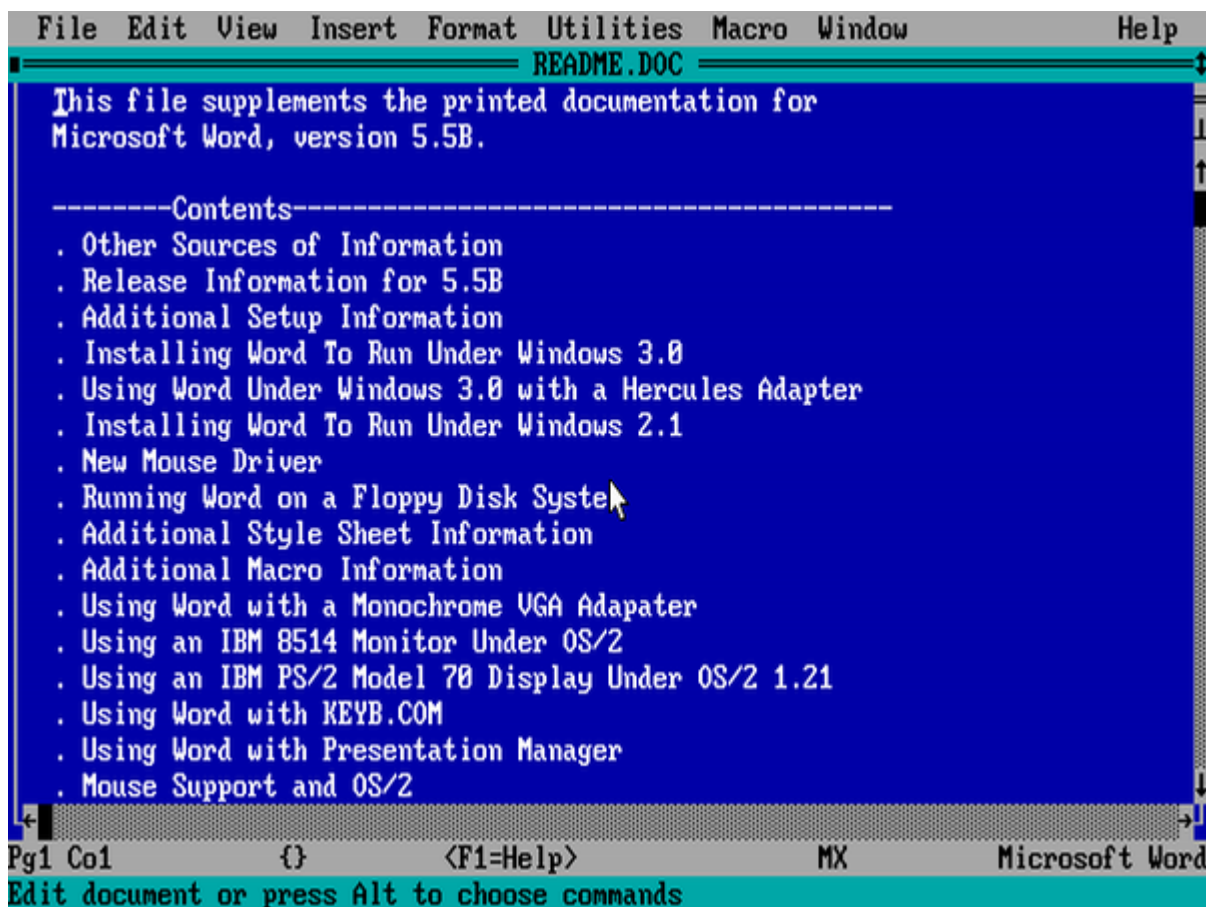 File Edit View Insert Format Utilities Macro Window Help
README.DOC
This file supplements the printed documentation for
Microsoft Word, version 5.5B.
--------Contents----------------------------------------
. Other Sources of Information
. Release Information for 5.5B
. Additional Setup Information
. Installing Word To Run Under Windows 3.0
. Using Word Under Windows 3.0 with a Hercules Adapter
. Installing Word To Run Under Windows 2.1
. New Mouse Driver
. Running Word on a Floppy Disk Syste
. Additional Style Sheet Information
. Additional Macro Information
. Using Word with a Monochrome VGA Adapater
. Using an IBM 8514 Monitor Under OS/2
. Using an IBM PS/2 Model 70 Display Under OS/2 1.21
. Using Word with KEYB.COM
. Using Word with Presentation Manager
. Mouse Support and OS/2
Pg1 Co1 {} <F1=Help> MX Microsoft Word
Edit document or press Alt to choose commands